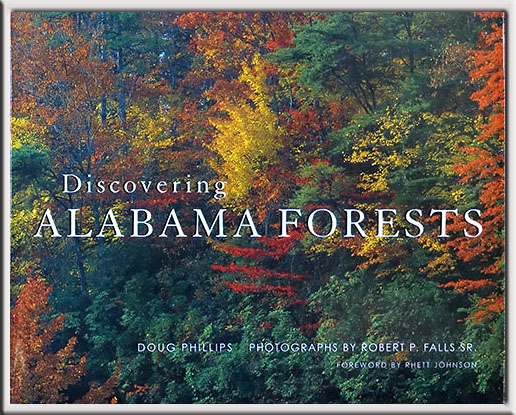 Discovering
ALABAMA FORESTS
DOUG PHILLIPS PHOTOGRAPHS BY ROBERT P. FALLS SR.
FOREWORD BY RHETT JOHNSON